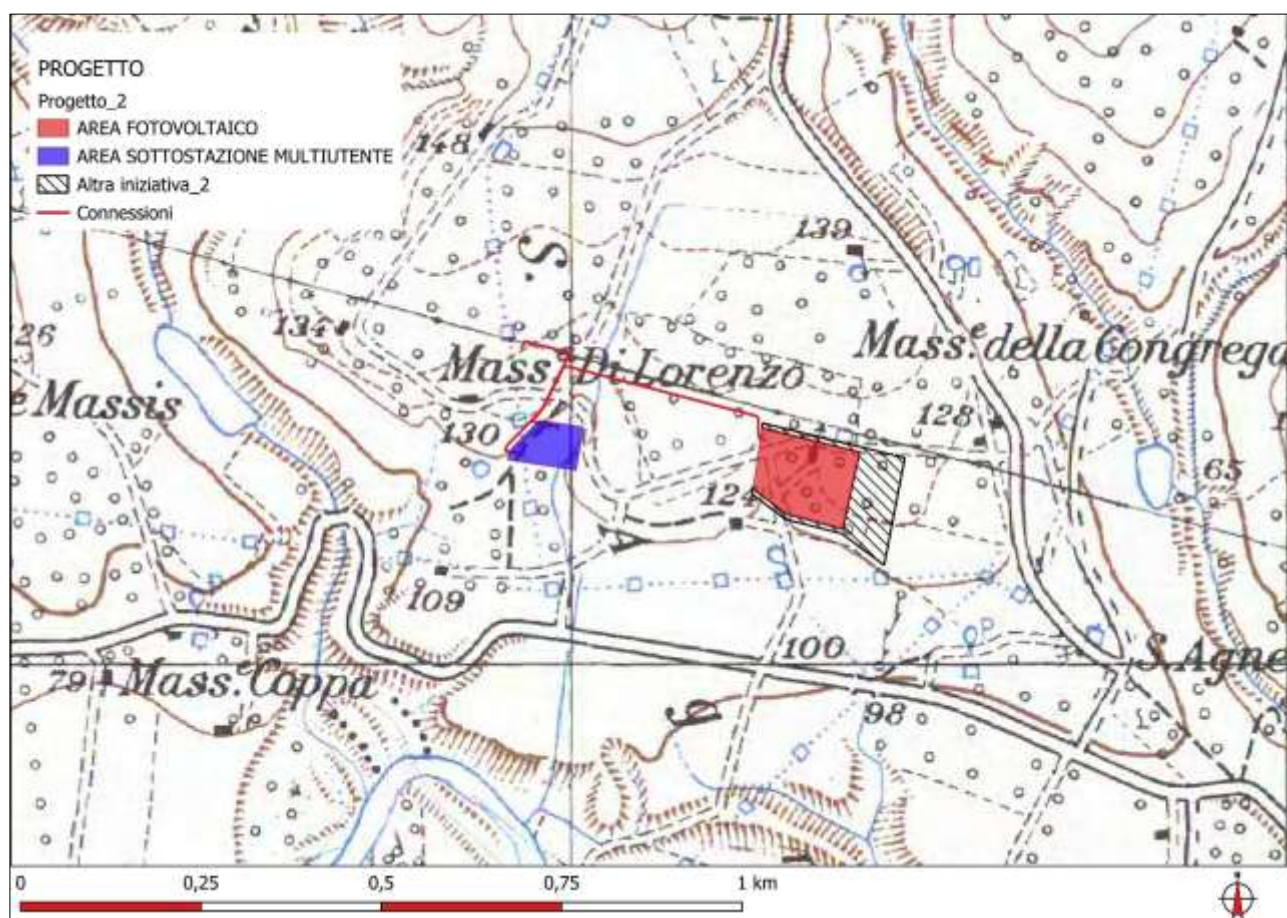 PROGETTO
Progetto_2
AREA FOTOVOLTAICO
AREA SOTTOSTAZIONE MULTIUTENTE
Altra iniziativa_2
Connessioni
148
S.
139
134
26
Mass. Di Lorenzo
Mass.e della Congrega
e Massis
130
128
65
124
109
100
S. Agne
79
Mass.e Coppa
98
0 0,25 0,5 0,75 1 km